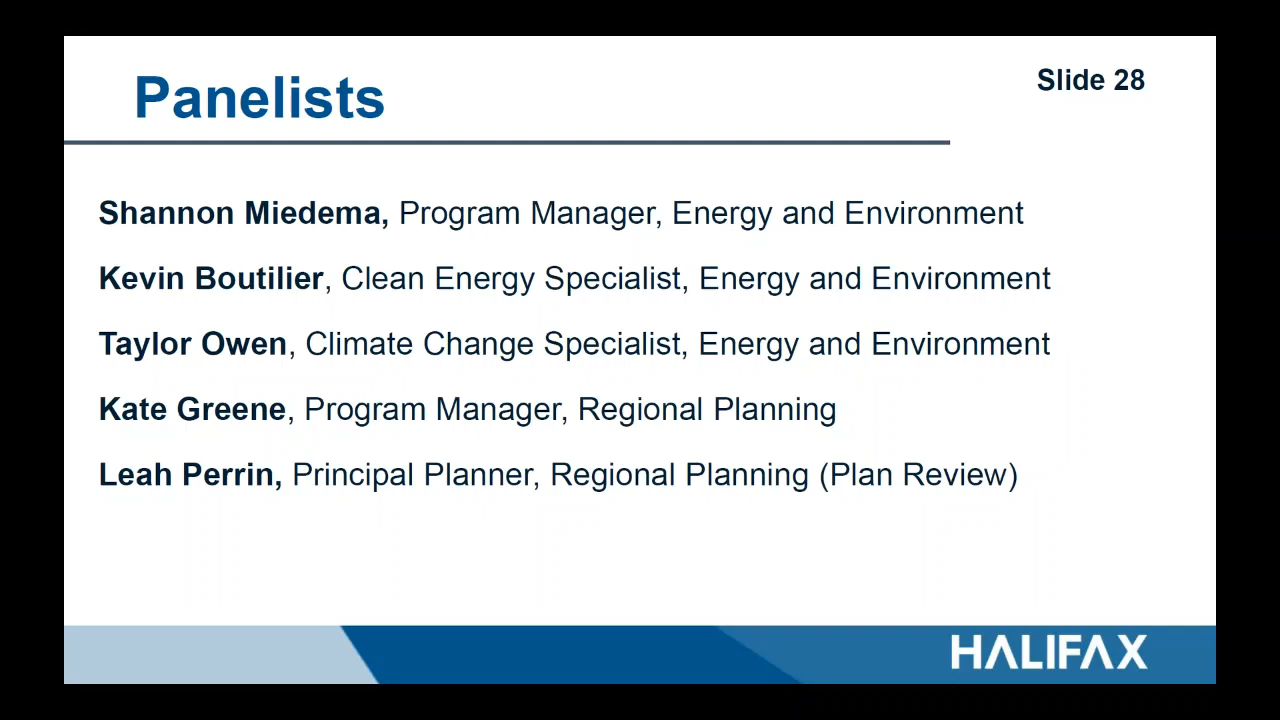 Panelists
Slide 28
Shannon Miedema, Program Manager, Energy and Environment
Kevin Boutilier, Clean Energy Specialist, Energy and Environment
Taylor Owen, Climate Change Specialist, Energy and Environment
Kate Greene, Program Manager, Regional Planning
Leah Perrin, Principal Planner, Regional Planning (Plan Review)
HALIFAX